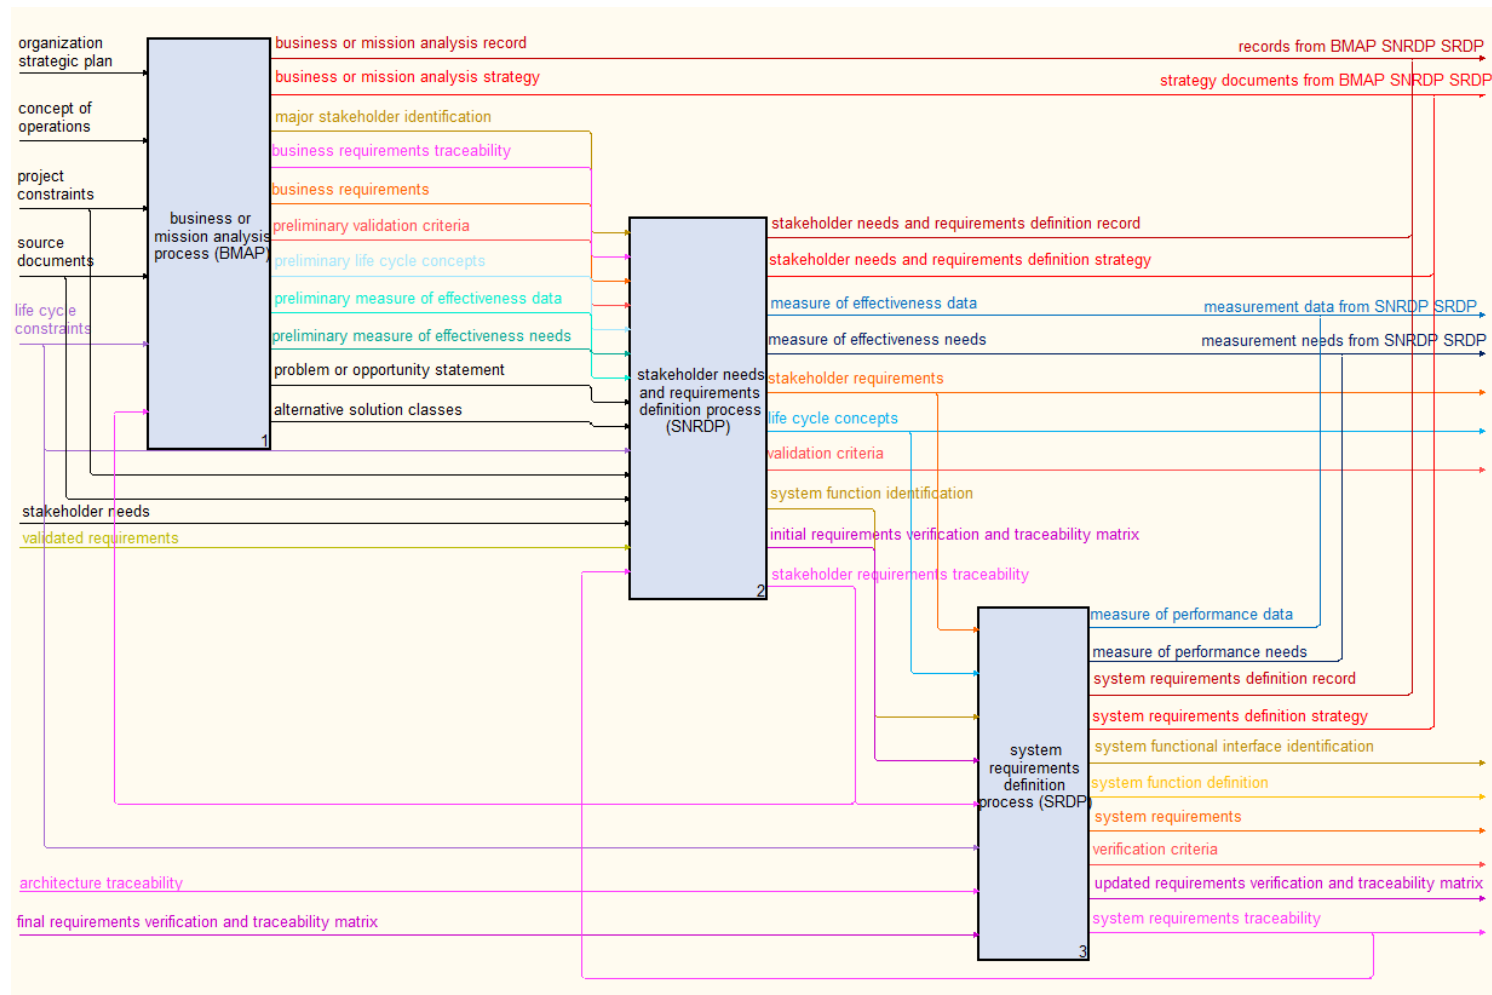 organization
strategic plan
concept of
operations
project
constraints
source
documents
life cycle
constraints
stakeholder needs
validated requirements
architecture traceability
final requirements verification and traceability matrix
business or
mission analysis
process (BMAP)
1
business or mission analysis record
business or mission analysis strategy
major stakeholder identification
business requirements traceability
business requirements
preliminary validation criteria
preliminary life cycle concepts
preliminary measure of effectiveness data
preliminary measure of effectiveness needs
problem or opportunity statement
alternative solution classes
stakeholder needs
and requirements
definition process
(SNRDP)
2
stakeholder needs and requirements definition record
stakeholder needs and requirements definition strategy
measure of effectiveness data
measure of effectiveness needs
stakeholder requirements
life cycle concepts
validation criteria
system function identification
initial requirements verification and traceability matrix
stakeholder requirements traceability
records from BMAP SNRDP SRDP
strategy documents from BMAP SNRDP SRDP
measurement data from SNRDP SRDP
measurement needs from SNRDP SRDP
system
requirements
definition
process (SRDP)
3
measure of performance data
measure of performance needs
system requirements definition record
system requirements definition strategy
system functional interface identification
system function definition
system requirements
verification criteria
updated requirements verification and traceability matrix
system requirements traceability